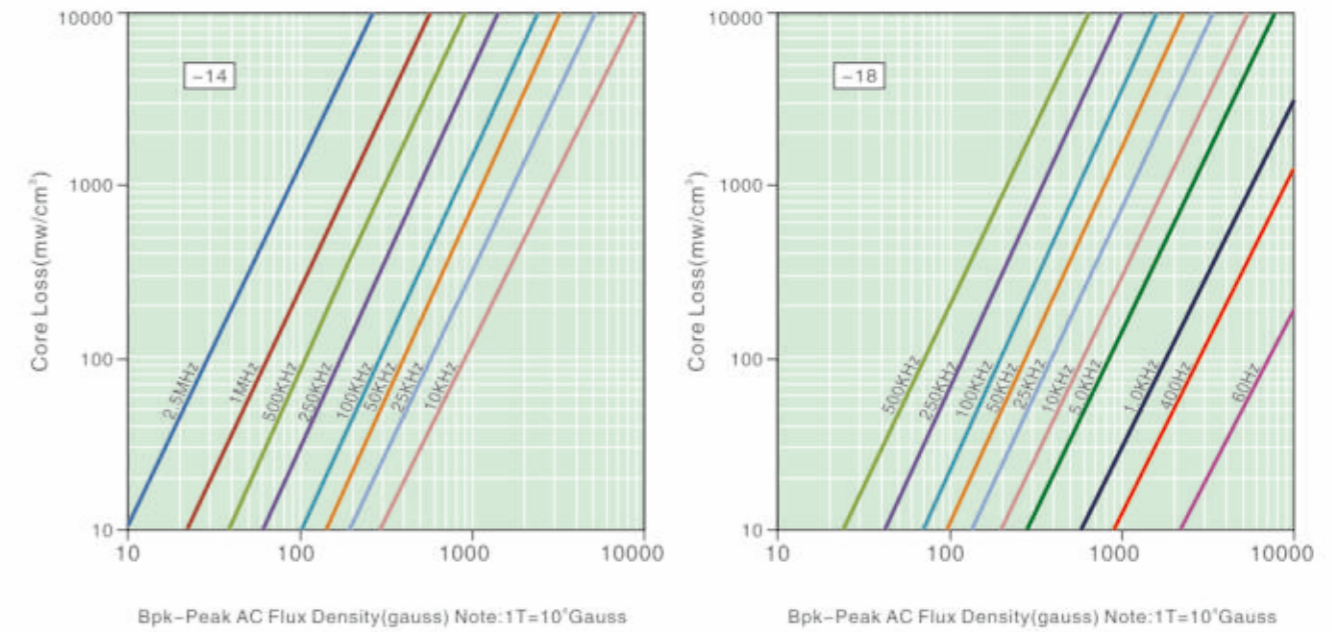 10000
−14
1000
Core Loss(mw/cm³)
100
2.5MHz
1MHz
500KHz
250KHz
100KHz
50KHz
25KHz
10KHz
10
10
100
1000
10000
Bpk−Peak AC Flux Density(gauss) Note:1T=10⁴Gauss
10000
−18
1000
Core Loss(mw/cm³)
100
500KHz
250KHz
100KHz
50KHz
25KHz
10KHz
5.0KHz
1.0KHz
400Hz
60Hz
10
10
100
1000
10000
Bpk−Peak AC Flux Density(gauss) Note:1T=10⁴Gauss